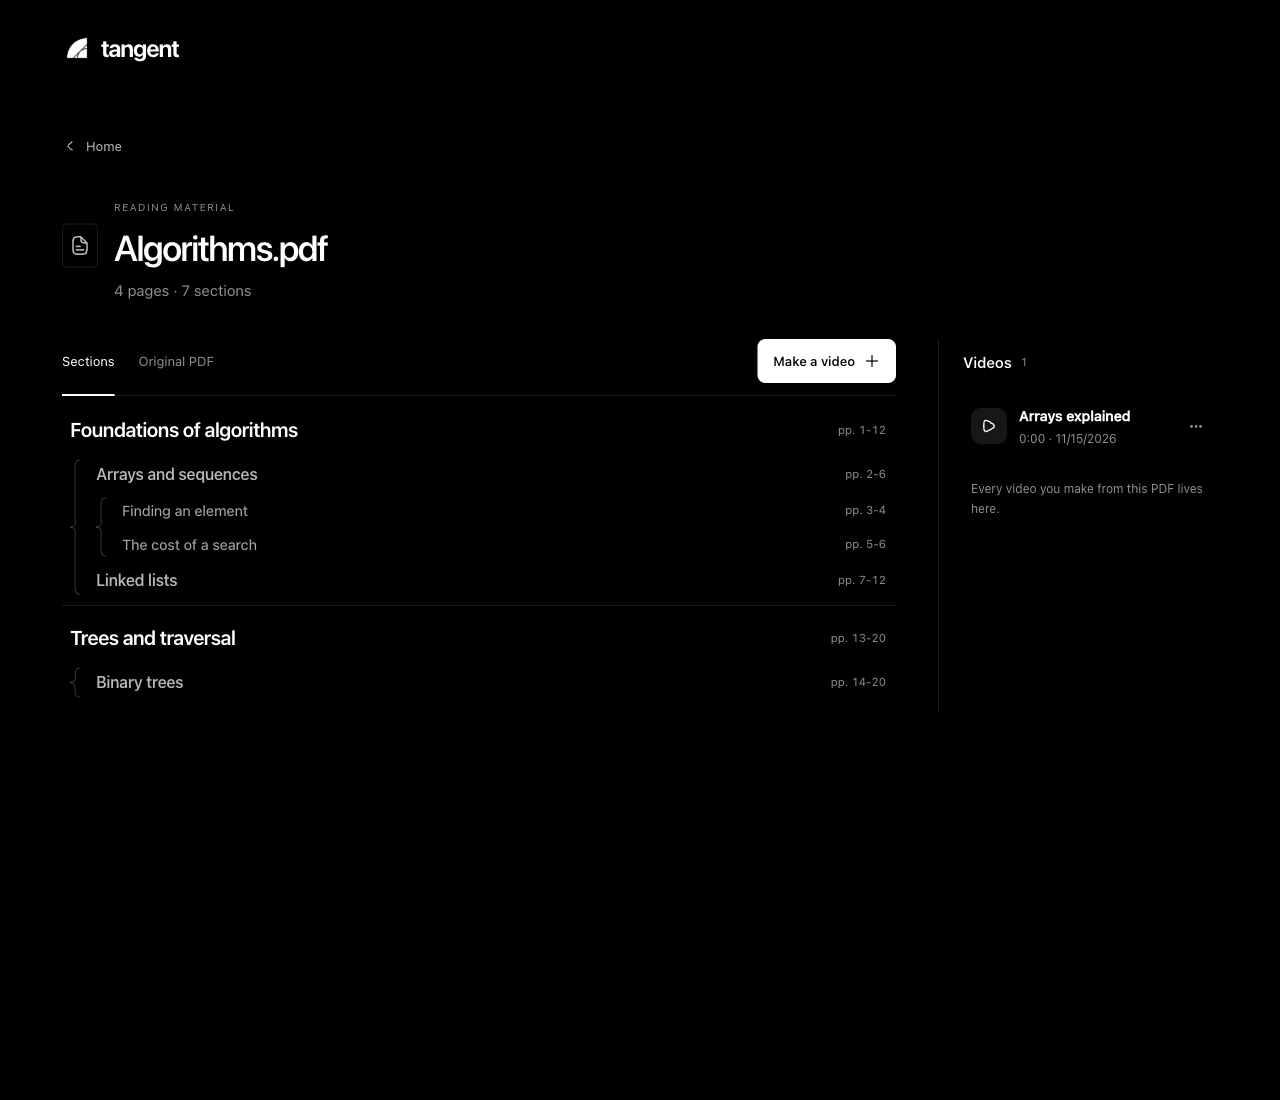 tangent
Home
READING MATERIAL
Algorithms.pdf
4 pages · 7 sections
Sections
Original PDF
Make a video
Foundations of algorithms
pp. 1-12
Arrays and sequences
pp. 2-6
Finding an element
pp. 3-4
The cost of a search
pp. 5-6
Linked lists
pp. 7-12
Trees and traversal
pp. 13-20
Binary trees
pp. 14-20
Videos 1
Arrays explained
0:00 · 11/15/2026
Every video you make from this PDF lives
here.